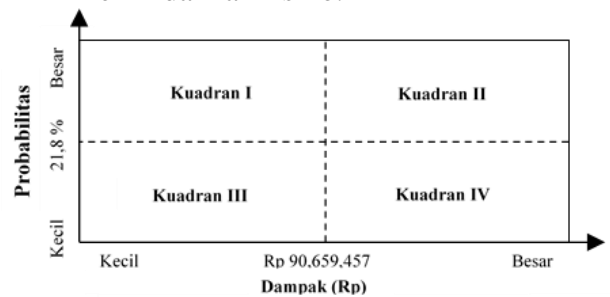 Besar
Kuadran I
Kuadran II
Probabilitas
21,8 %
Kuadran III
Kuadran IV
Kecil
Kecil
Rp 90,659,457
Besar
Dampak (Rp)